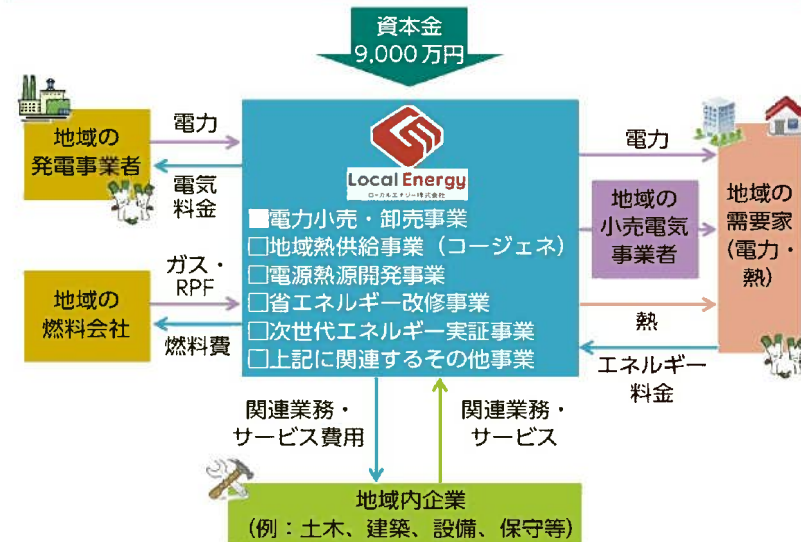 資本金
9,000万円
地域の
発電事業者
電力
電気
料金
Local Energy
ローカルエナジー株式会社
■電力小売・卸売事業
□地域熱供給事業（コージェネ）
□電源熱源開発事業
□省エネルギー改修事業
□次世代エネルギー実証事業
□上記に関連するその他事業
電力
地域の
小売電気
事業者
地域の
需要家
(電力・
熱)
地域の
燃料会社
ガス・
RPF
燃料費
熱
エネルギー
料金
関連業務・
サービス費用
関連業務・
サービス
地域内企業
（例：土木、建築、設備、保守等）